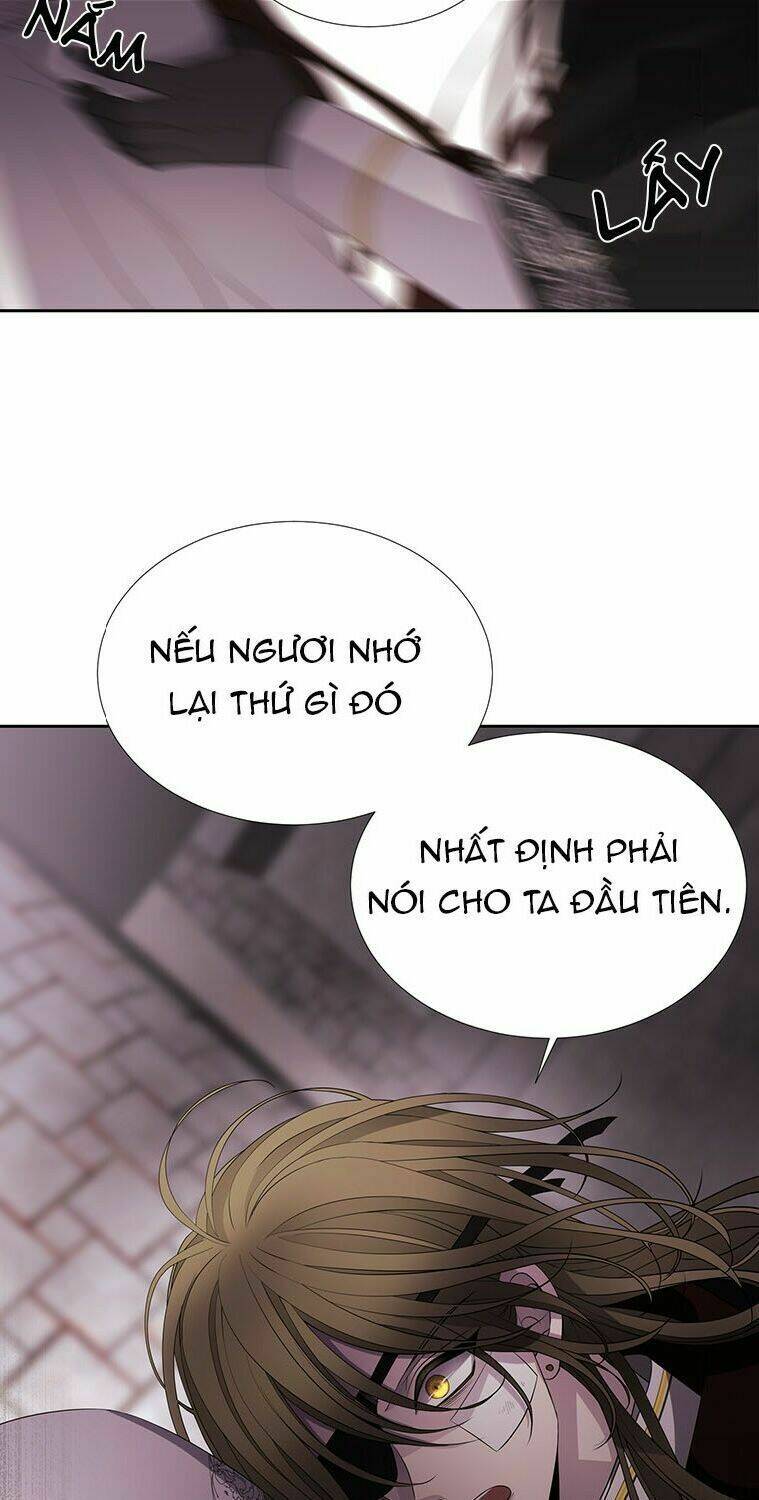 NẮM
LẤY
NẾU NGƯƠI NHỚ
LẠI THỨ GÌ ĐÓ
NHẤT ĐỊNH PHẢI
NÓI CHO TA ĐẦU TIÊN.